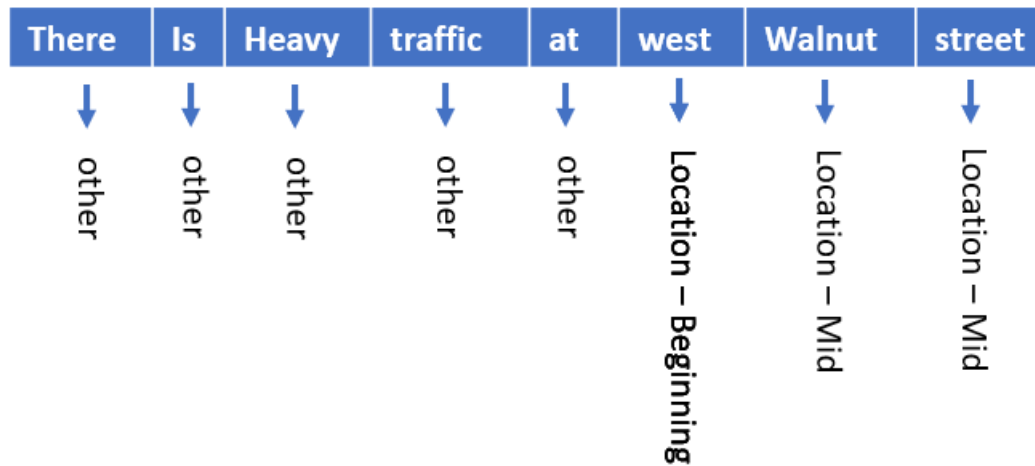 There Is Heavy traffic at west Walnut street
other other other other other Location – Beginning Location – Mid Location – Mid